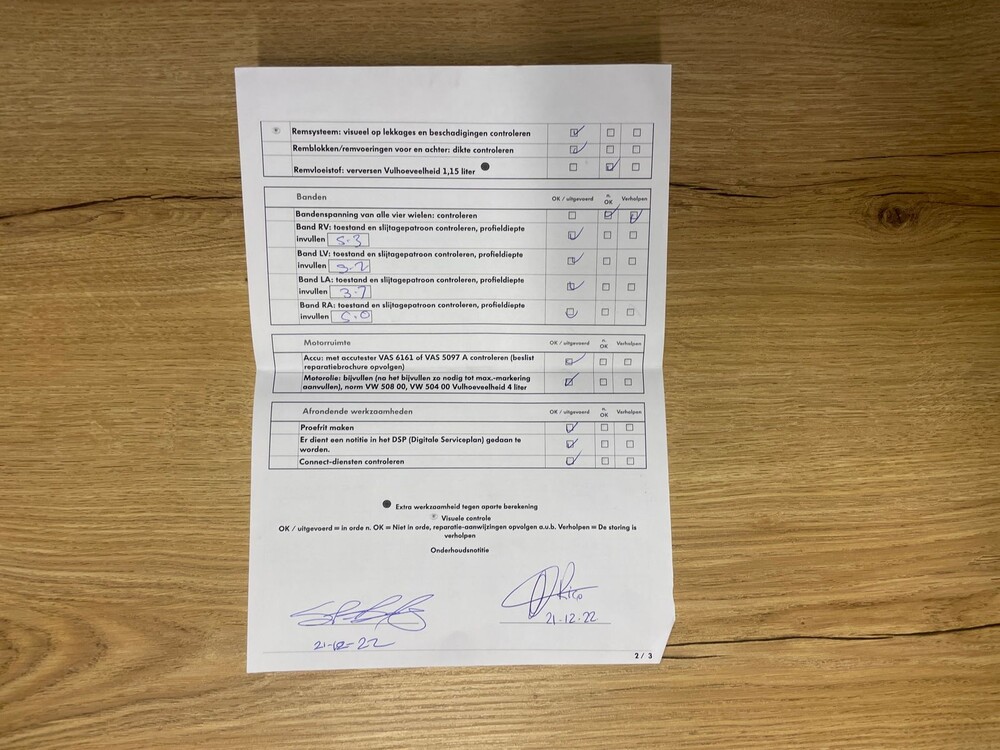 Remsysteem: visueel op lekkages en beschadigingen controleren
Remblokken/remvoeringen voor en achter: dikte controleren
Remvloeistof: verversen Vulhoeveelheid 1,15 liter
Banden OK / uitgevoerd n. OK Verholpen
Bandenspanning van alle vier wielen: controleren
Band RV: toestand en slijtagepatroon controleren, profieldiepte
invullen 5.3
Band LV: toestand en slijtagepatroon controleren, profieldiepte
invullen
Band LA: toestand en slijtagepatroon controleren, profieldiepte
invullen
Band RA: toestand en slijtagepatroon controleren, profieldiepte
invullen 5.0
Motorruimte OK / uitgevoerd n. OK Verholpen
Accu: met accutester VAS 6161 of VAS 5097 A controleren (beslist
reparatiebrochure opvolgen)
Motorolie: bijvullen (na het bijvullen zo nodig tot max.-markering
aanvullen), norm VW 508 00, VW 504 00 Vulhoeveelheid 4 liter
Afrondende werkzaamheden OK / uitgevoerd n. OK Verholpen
Proefrit maken
Er dient een notitie in het DSP (Digitale Serviceplan) gedaan te
worden.
Connect-diensten controleren
Extra werkzaamheid tegen aparte berekening
Visuele controle
OK / uitgevoerd = in orde n. OK = Niet in orde, reparatie-aanwijzingen opvolgen a.u.b. Verholpen = De storing is
verholpen
Onderhoudsnotitie
Rico
21-12-22
21-12-22
2 / 3